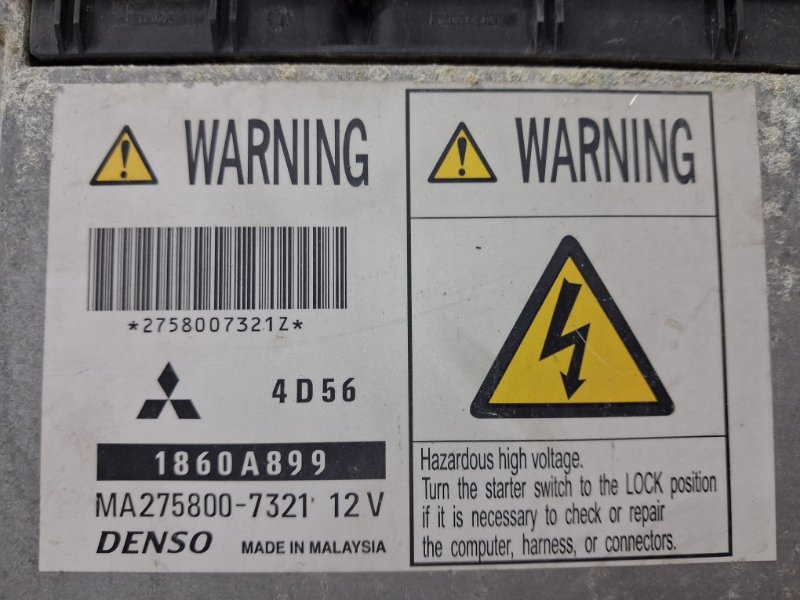 WARNING
*2758007321Z*
4D56
1860A899
MA275800-7321 12V
DENSO MADE IN MALAYSIA
WARNING
Hazardous high voltage.
Turn the starter switch to the LOCK position
if it is necessary to check or repair
the computer, harness, or connectors.